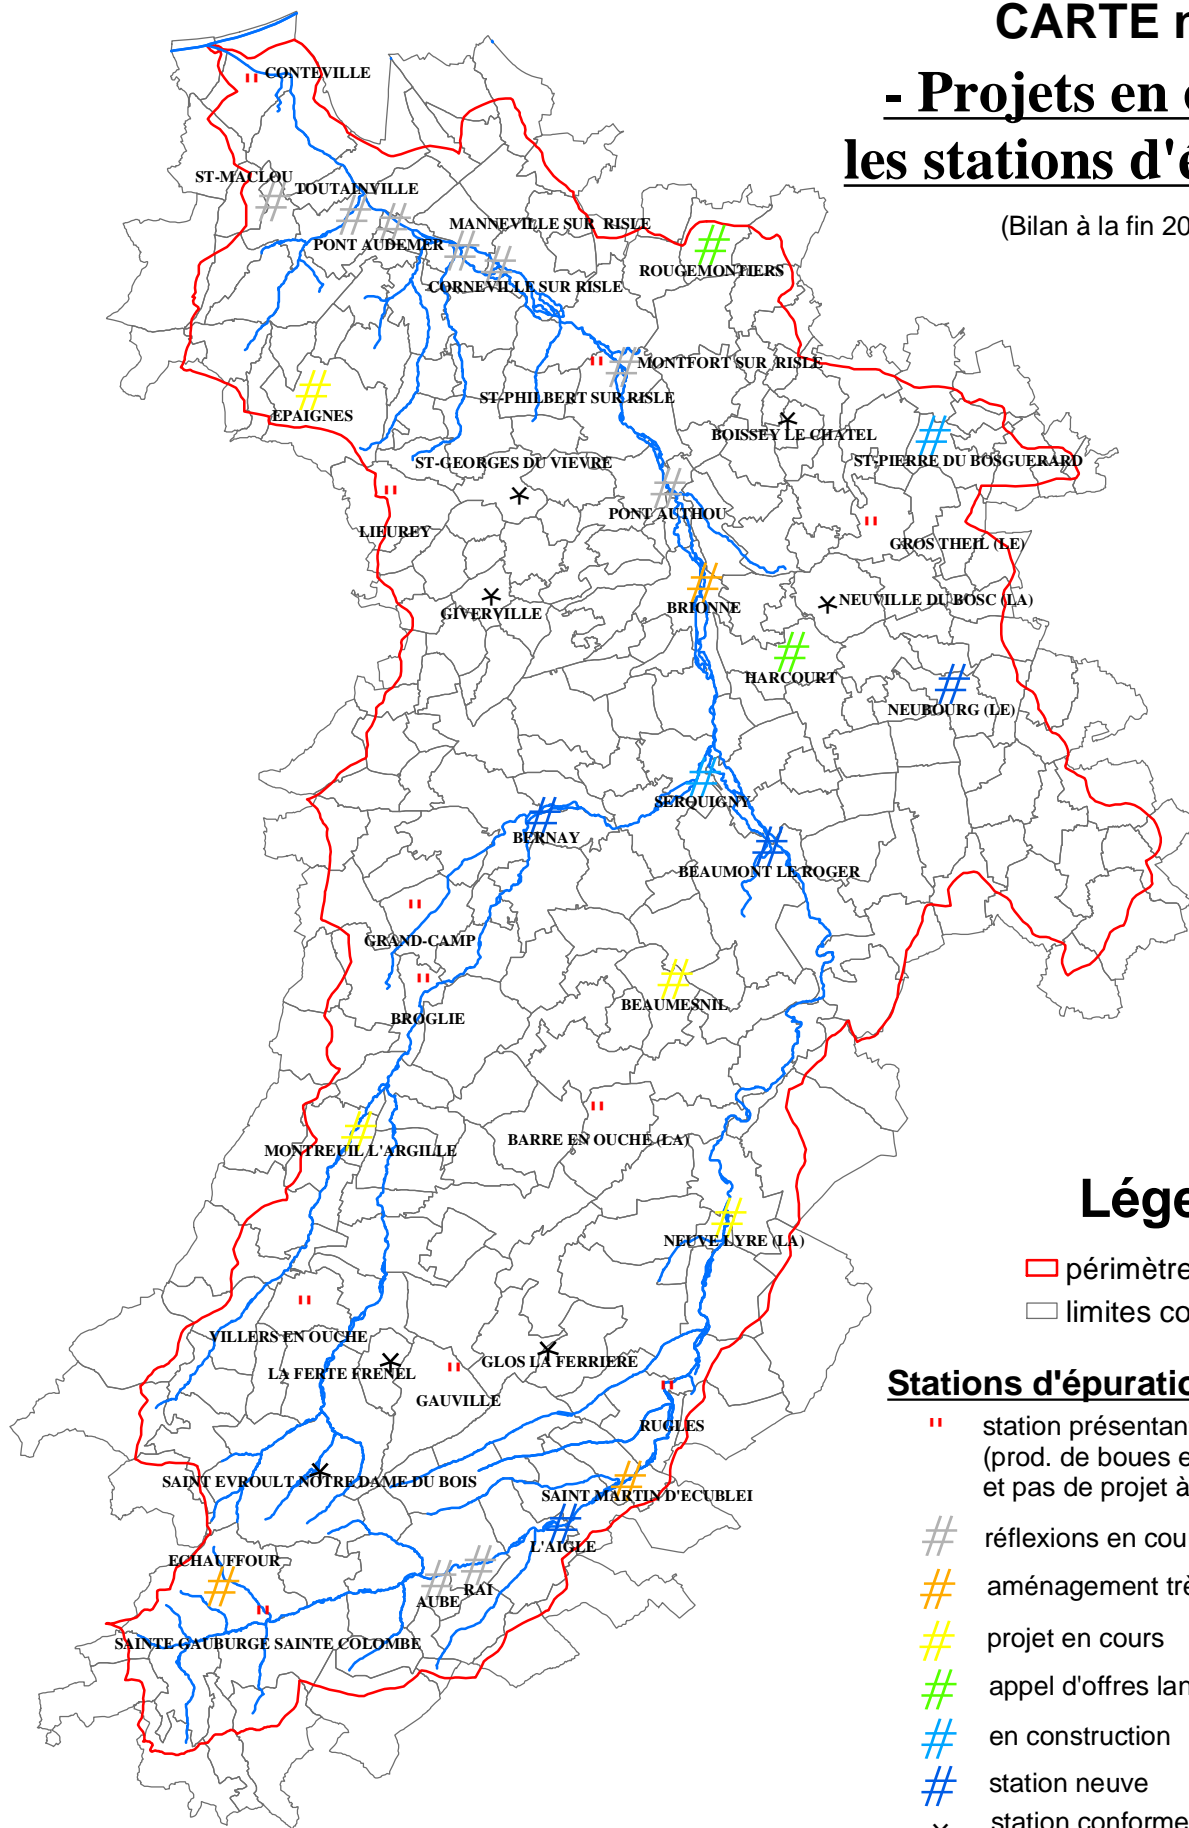 CARTE n
- Projets en
les stations d'é
(Bilan à la fin 20
CONTEVILLE
ST-MACLOU
TOUTAINVILLE
MANNEVILLE SUR RISLE
PONT AUDEMER
ROUGEMONTIERS
CORNEVILLE SUR RISLE
MONTFORT SUR RISLE
ST-PHILBERT SUR RISLE
EPAIGNES
BOISSEY LE CHATEL
ST-PIERRE DU BOSGUERARD
ST-GEORGES DU VIEVRE
PONT AUTHOU
LIEUREY
GROS THEIL (LE)
NEUVILLE DU BOSC (LA)
BRIONNE
GIVERVILLE
HARCOURT
NEUBOURG (LE)
SERQUIGNY
BERNAY
BEAUMONT LE ROGER
GRAND-CAMP
BEAUMESNIL
BROGLIE
BARRE EN OUCHE (LA)
MONTREUIL L'ARGILLE
NEUVE LYRE (LA)
VILLERS EN OUCHE
GLOS LA FERRIERE
LA FERTE FRENEL
GAUVILLE
RUGLES
SAINT EVROULT NOTRE DAME DU BOIS
SAINT MARTIN D'ECUBLEI
L'AIGLE
ECHAUFFOUR
RAI
AUBE
SAINTE GAUBURGE SAINTE COLOMBE
Lége
périmètre
limites co
Stations d'épuratio
station présentan
(prod. de boues e
et pas de projet à
réflexions en cou
aménagement trè
projet en cours
appel d'offres lan
en construction
station neuve
station conforme